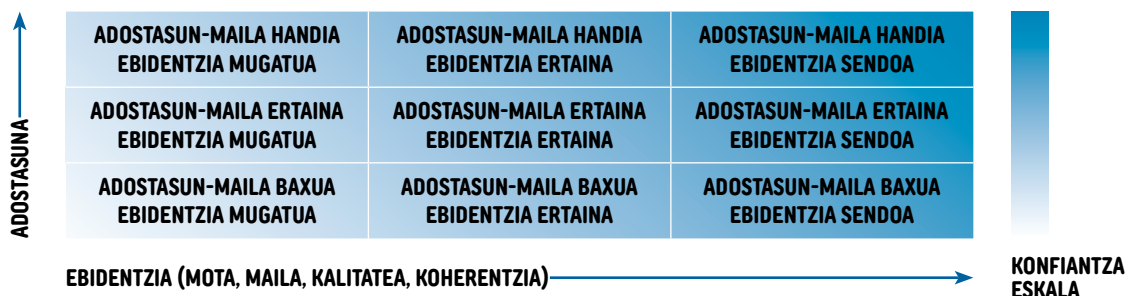 ADOSTASUNA
ADOSTASUN-MAILA HANDIA
EBIDENTZIA MUGATUA
ADOSTASUN-MAILA HANDIA
EBIDENTZIA ERTAINA
ADOSTASUN-MAILA HANDIA
EBIDENTZIA SENDOA
ADOSTASUN-MAILA ERTAINA
EBIDENTZIA MUGATUA
ADOSTASUN-MAILA ERTAINA
EBIDENTZIA ERTAINA
ADOSTASUN-MAILA ERTAINA
EBIDENTZIA SENDOA
ADOSTASUN-MAILA BAXUA
EBIDENTZIA MUGATUA
ADOSTASUN-MAILA BAXUA
EBIDENTZIA ERTAINA
ADOSTASUN-MAILA BAXUA
EBIDENTZIA SENDOA
EBIDENTZIA (MOTA, MAILA, KALITATEA, KOHERENTZIA)
KONFIANTZA
ESKALA